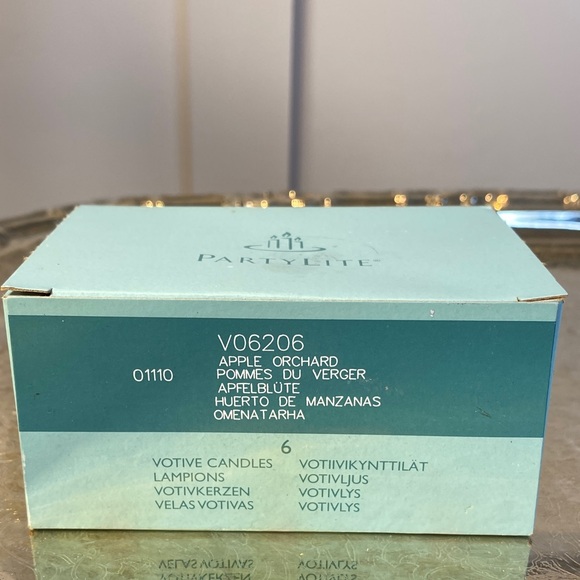 PARTYLITE®
V06206
APPLE ORCHARD
01110 POMMES DU VERGER
APFELBLÜTE
HUERTO DE MANZANAS
OMENATARHA
6
VOTIVE CANDLES VOTIIVIKYNTTILÄT
LAMPIONS VOTIVLJUS
VOTIVKERZEN VOTIVLYS
VELAS VOTIVAS VOTIVLYS